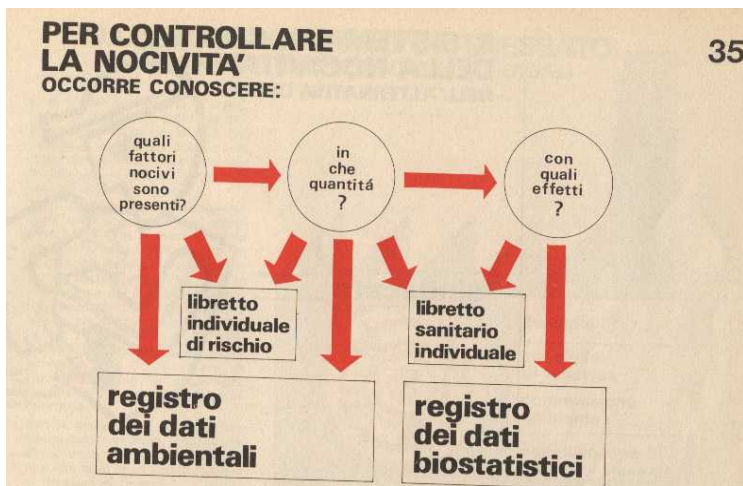 PER CONTROLLARE
LA NOCIVITA'
OCCORRE CONOSCERE:
35
quali
fattori
nocivi
sono
presenti?
in
che
quantitá
?
con
quali
effetti
?
libretto
individuale
di rischio
libretto
sanitario
individuale
registro
dei dati
ambientali
registro
dei dati
biostatistici